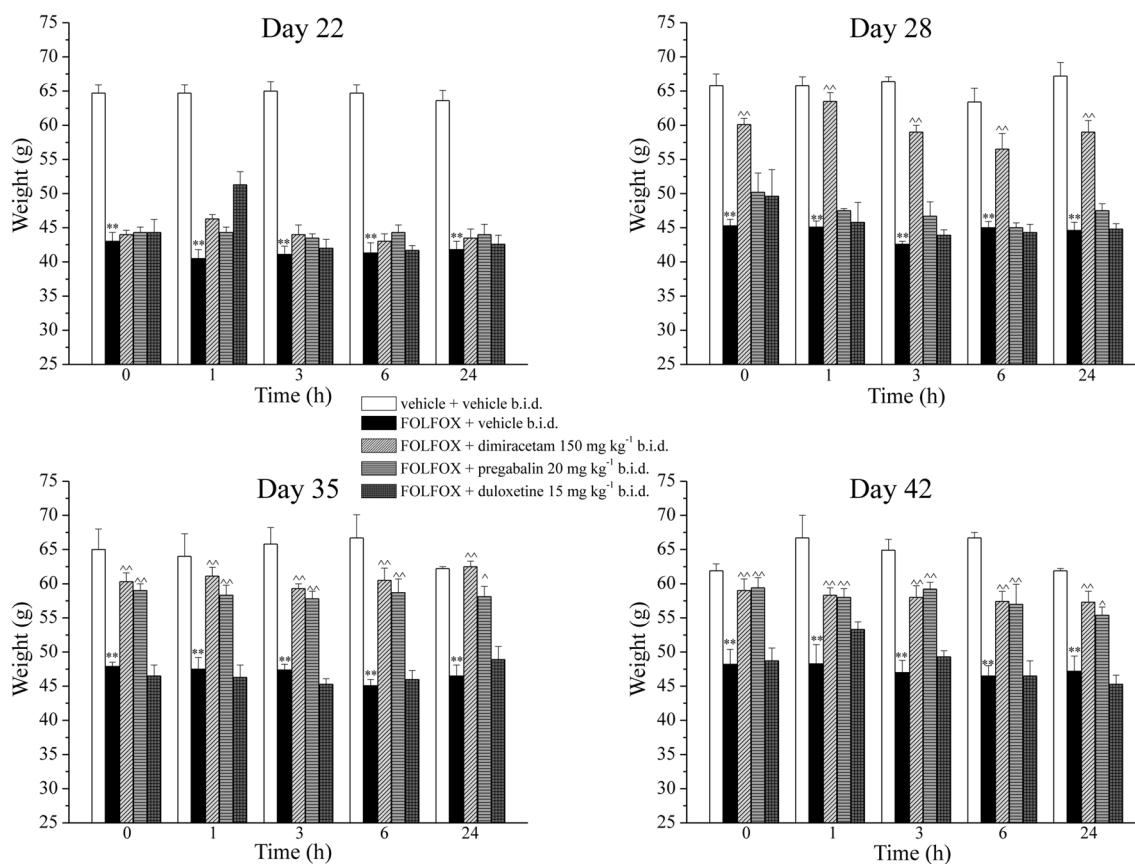 Day 22
Weight (g)
75
70
65
60
55
50
45
40
35
30
25
** ** ** ** **
0 1 3 6 24
Time (h)
Day 28
Weight (g)
75
70
65
60
55
50
45
40
35
30
25
^^ ^^ ^^ ^^ ^^
** ** ** ** **
0 1 3 6 24
Time (h)
vehicle + vehicle b.i.d.
FOLFOX + vehicle b.i.d.
FOLFOX + dimiracetam 150 mg kg⁻¹ b.i.d.
FOLFOX + pregabalin 20 mg kg⁻¹ b.i.d.
FOLFOX + duloxetine 15 mg kg⁻¹ b.i.d.
Day 35
Weight (g)
75
70
65
60
55
50
45
40
35
30
25
^^ ^^ ^^ ^^ ^^ ^^ ^^ ^^ ^^ ^
** ** ** ** **
0 1 3 6 24
Time (h)
Day 42
Weight (g)
75
70
65
60
55
50
45
40
35
30
25
^^ ^^ ^^ ^^ ^^ ^^ ^^ ^^ ^^ ^
** ** ** ** **
0 1 3 6 24
Time (h)